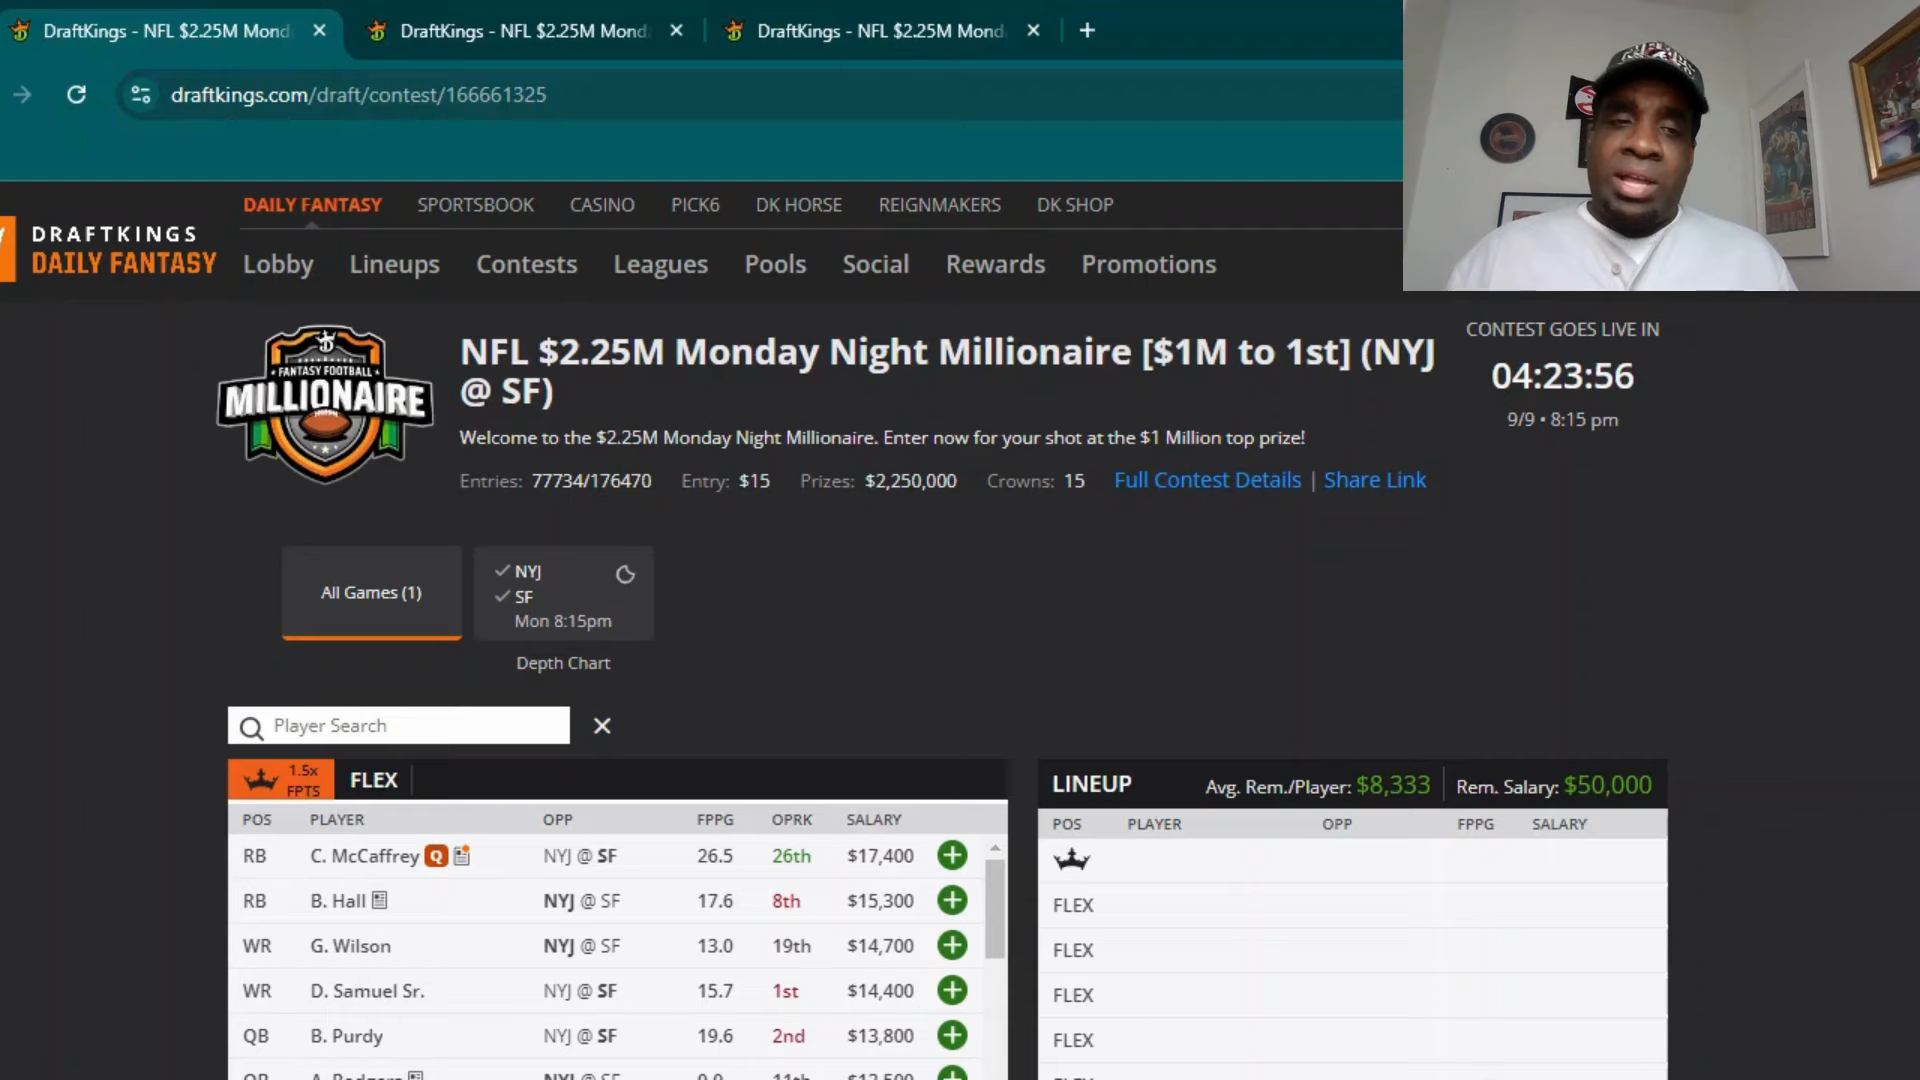 DraftKings - NFL $2.25M Mond
DraftKings - NFL $2.25M Mond
DraftKings - NFL $2.25M Mond
draftkings.com/draft/contest/166661325
DAILY FANTASY SPORTSBOOK CASINO PICK6 DK HORSE REIGNMAKERS DK SHOP
DRAFTKINGS
DAILY FANTASY
Lobby Lineups Contests Leagues Pools Social Rewards Promotions
FANTASY FOOTBALL
MILLIONAIRE
NFL $2.25M Monday Night Millionaire [$1M to 1st] (NYJ
@ SF)
Welcome to the $2.25M Monday Night Millionaire. Enter now for your shot at the $1 Million top prize!
Entries: 77734/176470 Entry: $15 Prizes: $2,250,000 Crowns: 15 Full Contest Details | Share Link
CONTEST GOES LIVE IN
04:23:56
9/9 • 8:15 pm
All Games (1)
NYJ
SF
Mon 8:15pm
Depth Chart
Player Search
1.5x
FPTS
FLEX
POS PLAYER OPP FPPG OPRK SALARY
RB C. McCaffrey Q NYJ @ SF 26.5 26th $17,400
RB B. Hall NYJ @ SF 17.6 8th $15,300
WR G. Wilson NYJ @ SF 13.0 19th $14,700
WR D. Samuel Sr. NYJ @ SF 15.7 1st $14,400
QB B. Purdy NYJ @ SF 19.6 2nd $13,800
LINEUP Avg. Rem./Player: $8,333 Rem. Salary: $50,000
POS PLAYER OPP FPPG SALARY
FLEX
FLEX
FLEX
FLEX